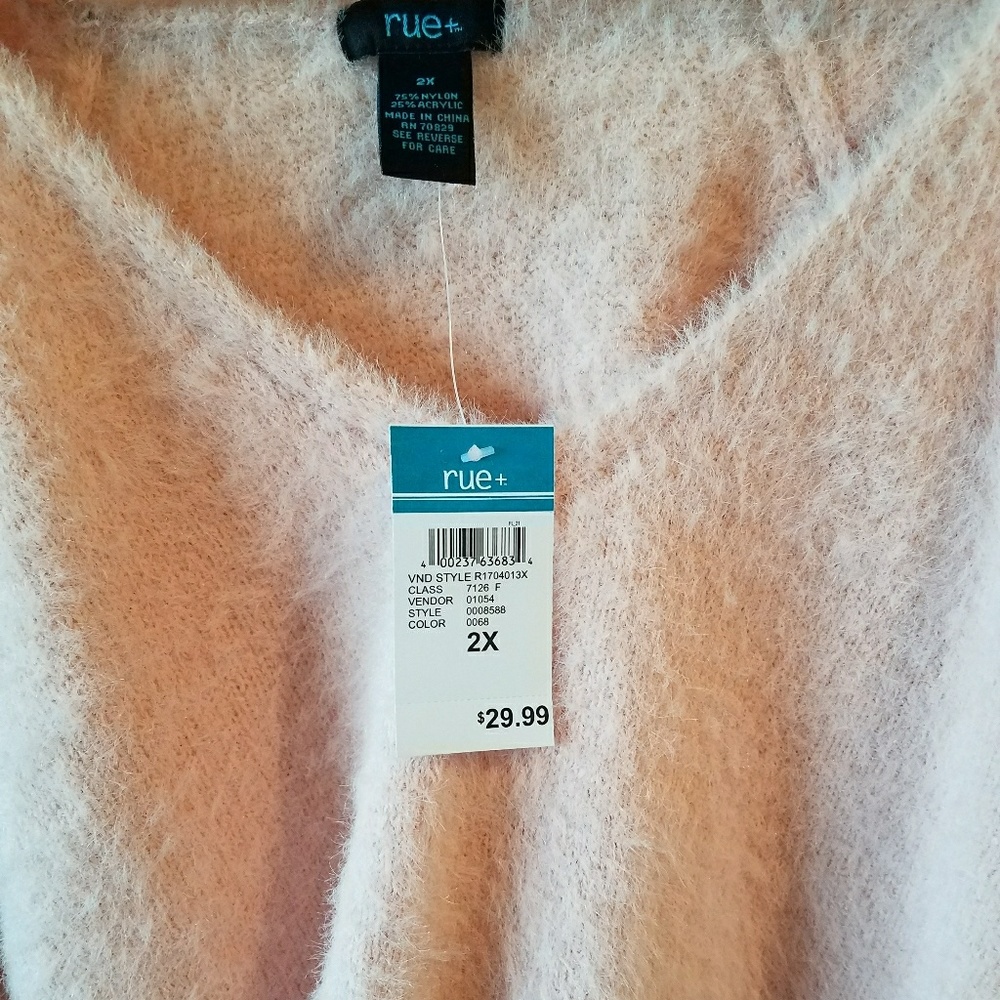 rue+
2X
75% NYLON
25% ACRYLIC
MADE IN CHINA
RN 70829
SEE REVERSE
FOR CARE
rue+
FL_21
4 00237 63683 4
VND STYLE R1704013X
CLASS 7126 F
VENDOR 01054
STYLE 0008588
COLOR 0068
2X
$29.99